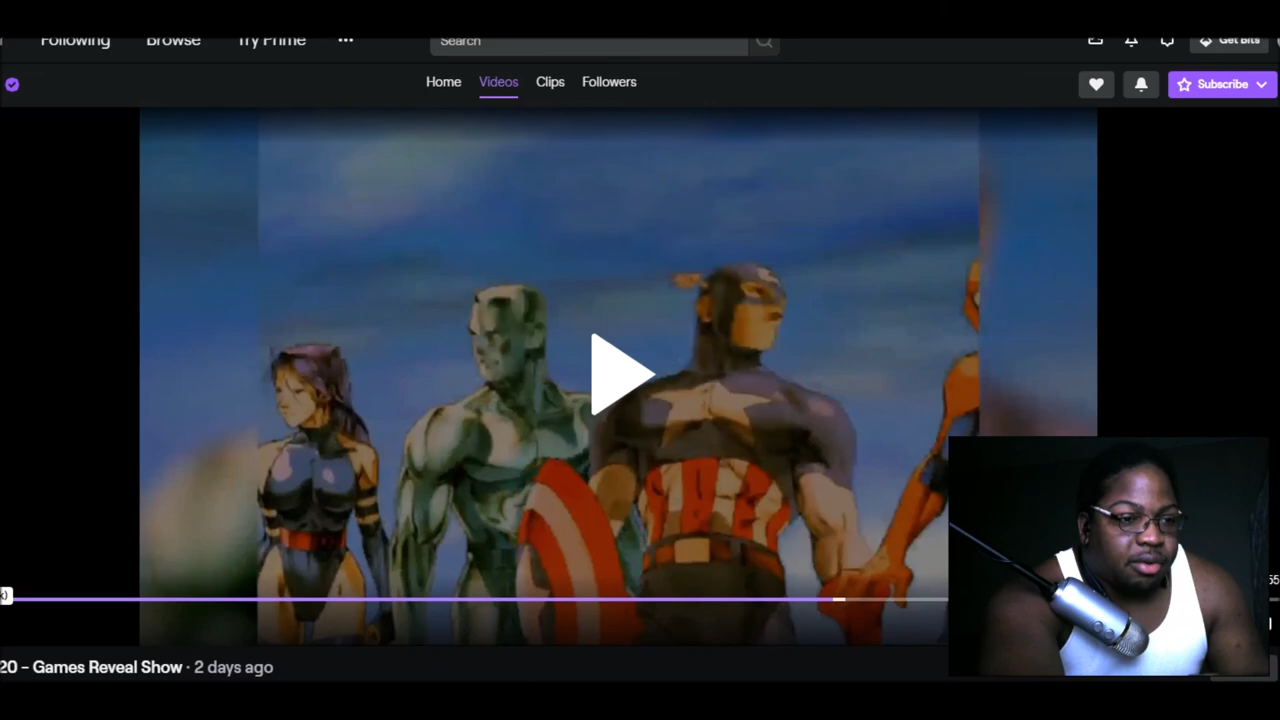 Following Browse Try Prime
Search
Get Bits
Home Videos Clips Followers
Subscribe
20 - Games Reveal Show · 2 days ago
55